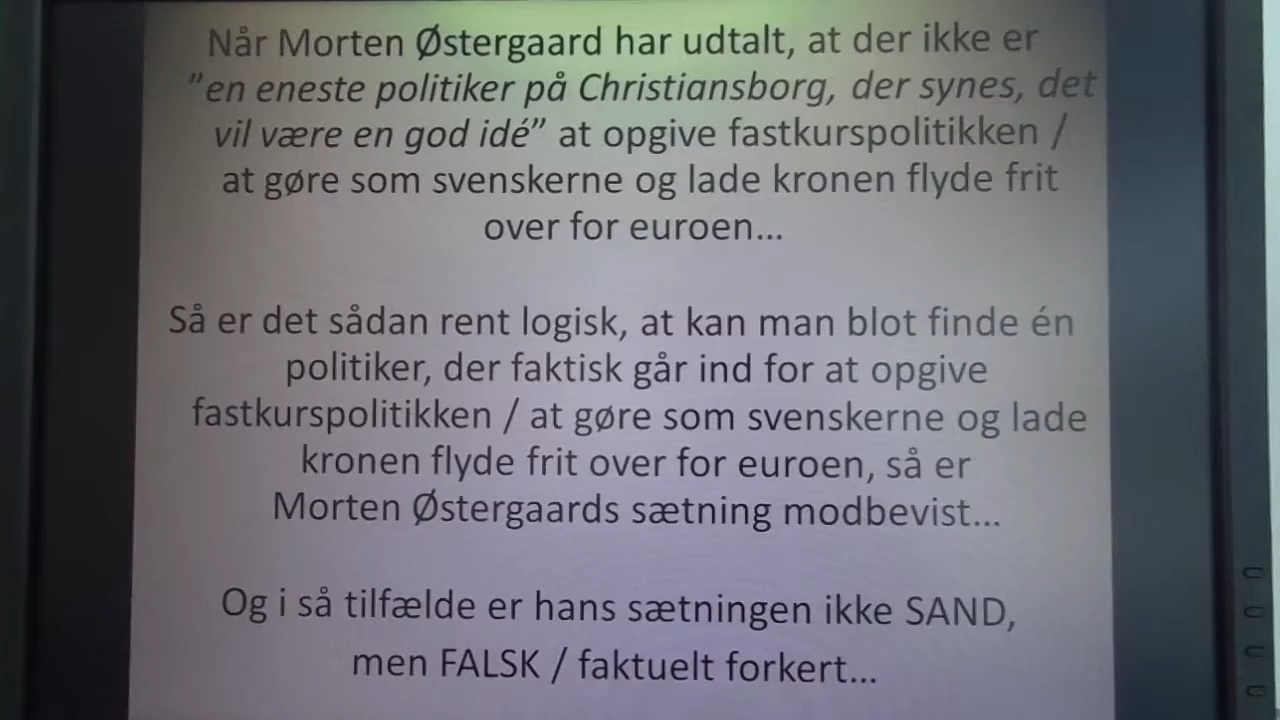 Når Morten Østergaard har udtalt, at der ikke er
”en eneste politiker på Christiansborg, der synes, det
vil være en god idé” at opgive fastkurspolitikken /
at gøre som svenskerne og lade kronen flyde frit
over for euroen...
Så er det sådan rent logisk, at kan man blot finde én
politiker, der faktisk går ind for at opgive
fastkurspolitikken / at gøre som svenskerne og lade
kronen flyde frit over for euroen, så er
Morten Østergaards sætning modbevist...
Og i så tilfælde er hans sætningen ikke SAND,
men FALSK / faktuelt forkert...